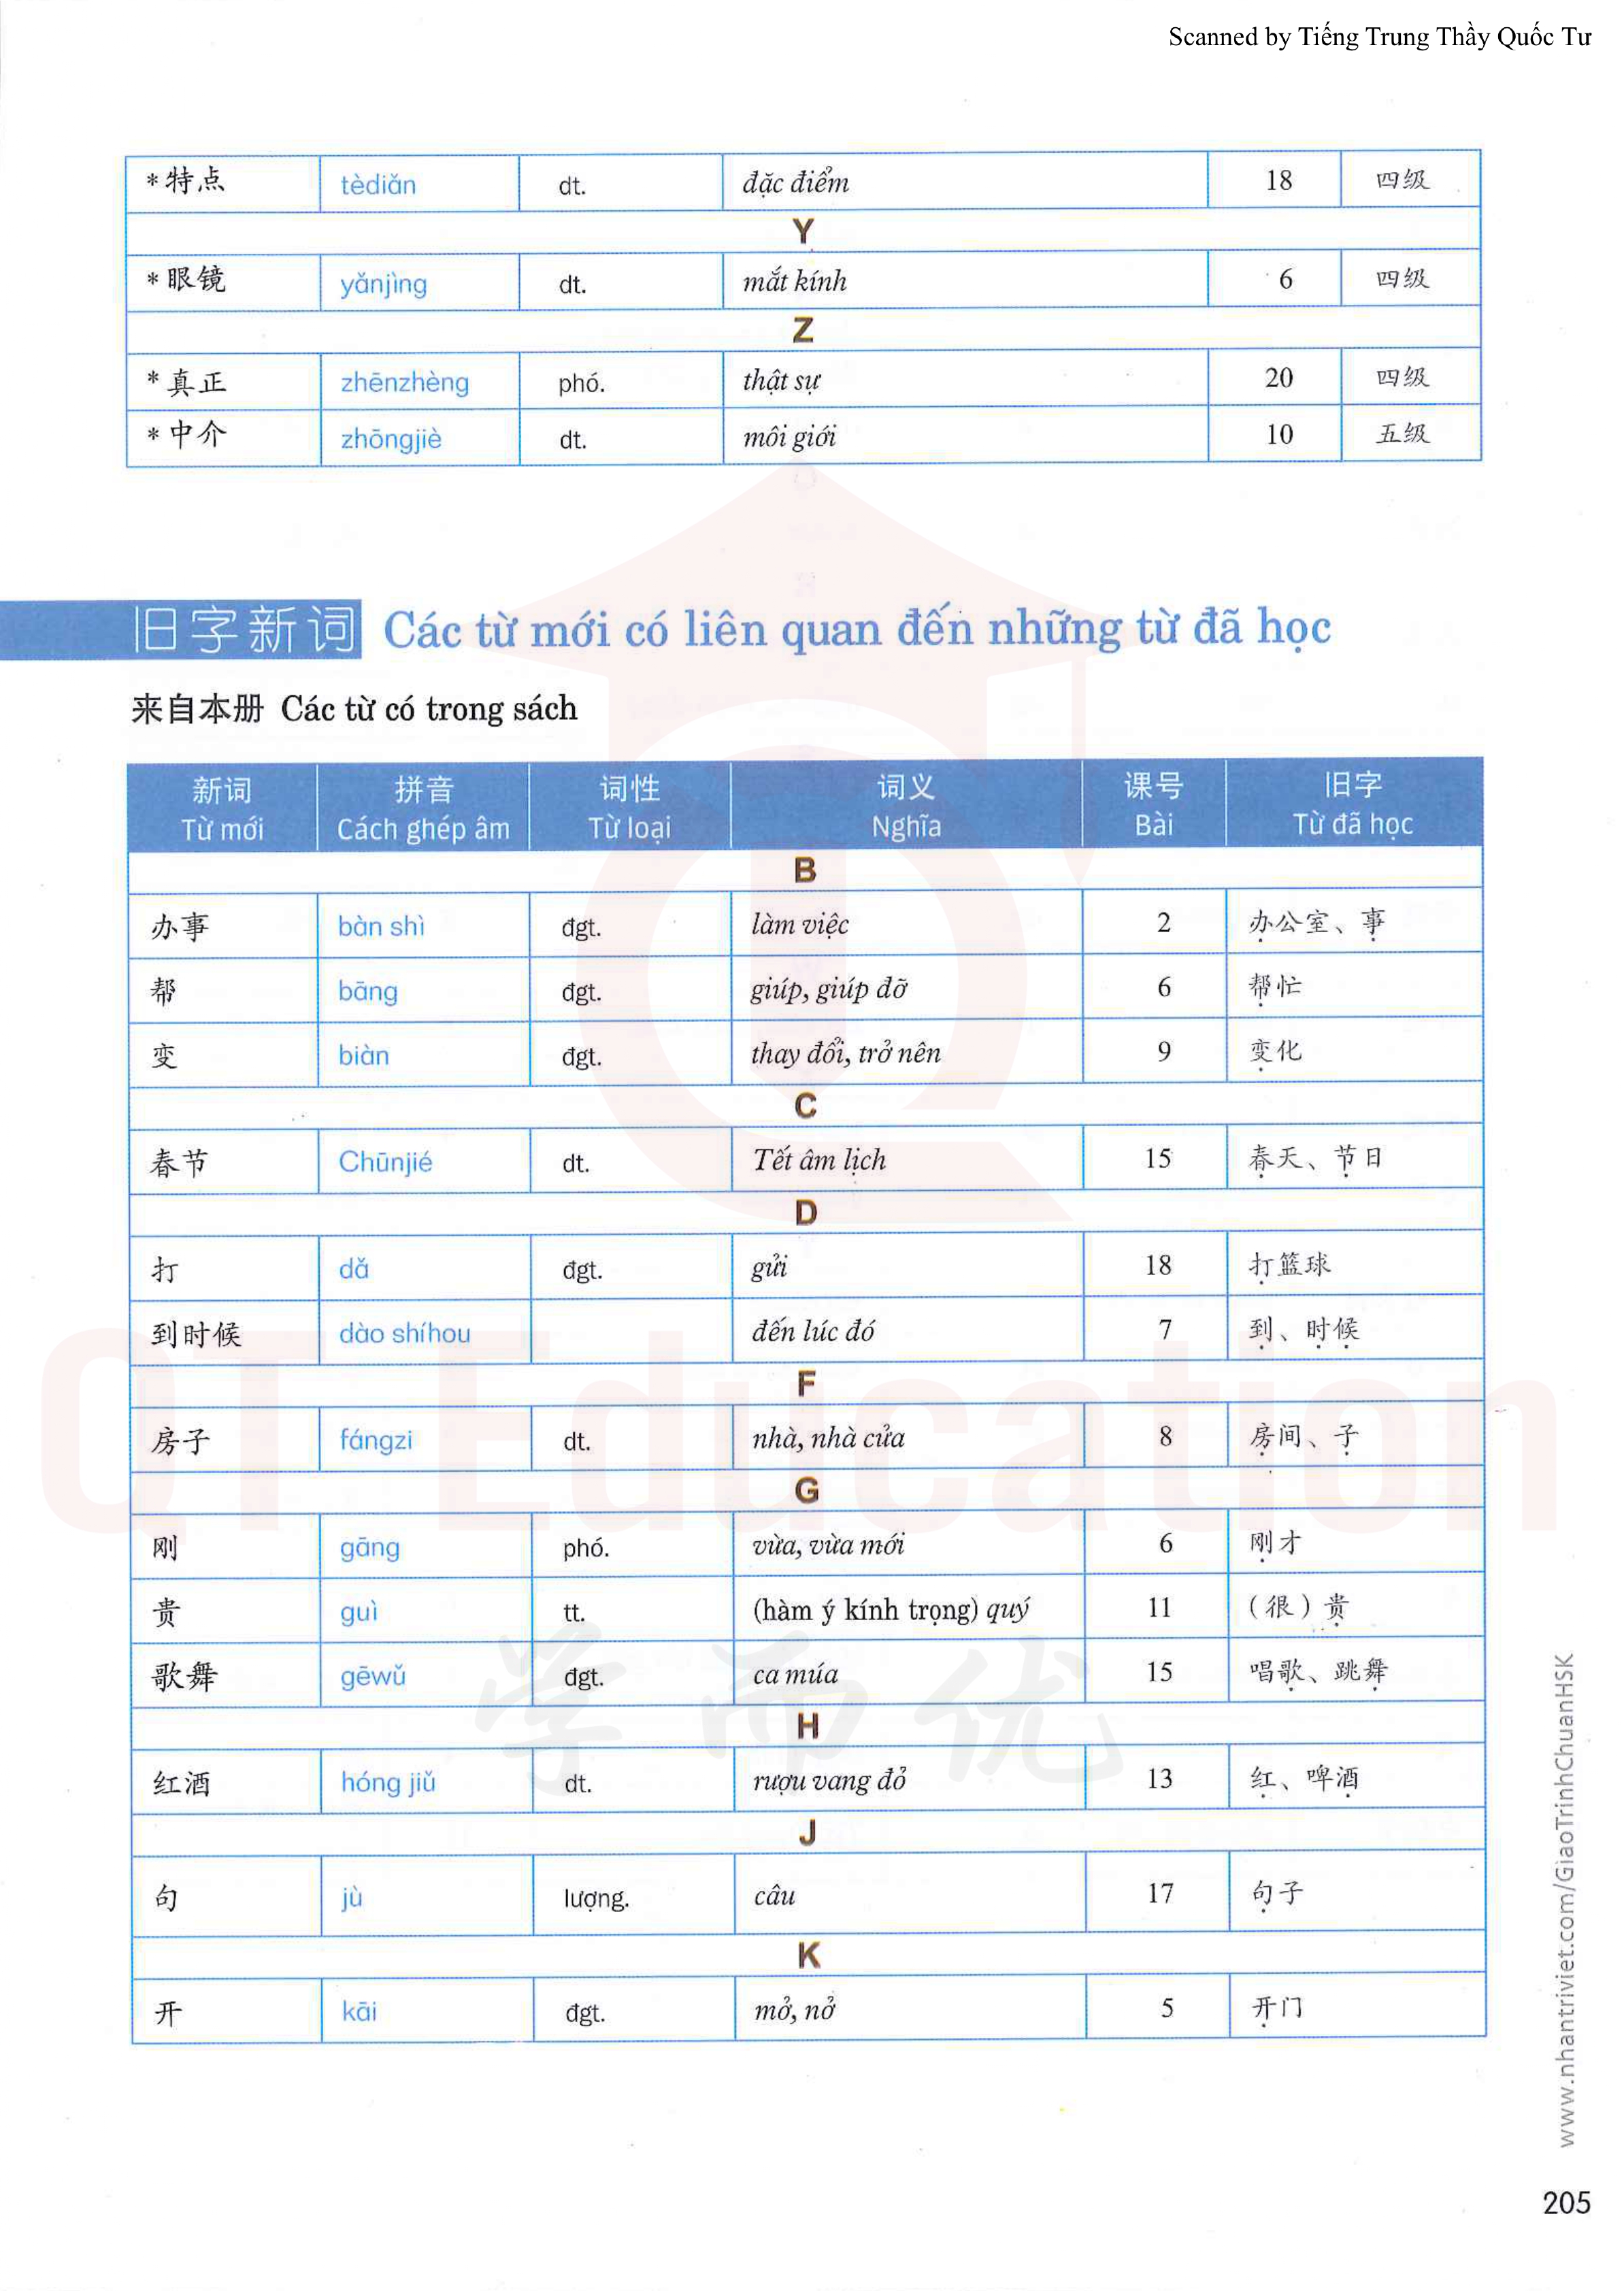 Scanned by Tiếng Trung Thầy Quốc Tư
*特点 tèdiǎn dt. đặc điểm 18 四级
Y
*眼镜 yǎnjìng dt. mắt kính 6 四级
Z
*真正 zhēnzhèng phó. thật sự 20 四级
*中介 zhōngjiè dt. môi giới 10 五级
旧字新词 Các từ mới có liên quan đến những từ đã học
来自本册 Các từ có trong sách
新词 拼音 词性 词义 课号 旧字
Từ mới Cách ghép âm Từ loại Nghĩa Bài Từ đã học
B
办事 bàn shì đgt. làm việc 2 办公室、事
帮 bāng đgt. giúp, giúp đỡ 6 帮忙
变 biàn đgt. thay đổi, trở nên 9 变化
C
春节 Chūnjié dt. Tết âm lịch 15 春天、节日
D
打 dǎ đgt. gửi 18 打篮球
到时候 dào shíhou đến lúc đó 7 到、时候
F
房子 fángzi dt. nhà, nhà cửa 8 房间、子
G
刚 gāng phó. vừa, vừa mới 6 刚才
贵 guì tt. (hàm ý kính trọng) quý 11 （很）贵
歌舞 gēwǔ đgt. ca múa 15 唱歌、跳舞
H
红酒 hóng jiǔ dt. rượu vang đỏ 13 红、啤酒
J
句 jù lượng. câu 17 句子
K
开 kāi đgt. mở, nở 5 开门
QT Education
学而优
www.nhantriviet.com/GiaoTrinhChuanHSK
205